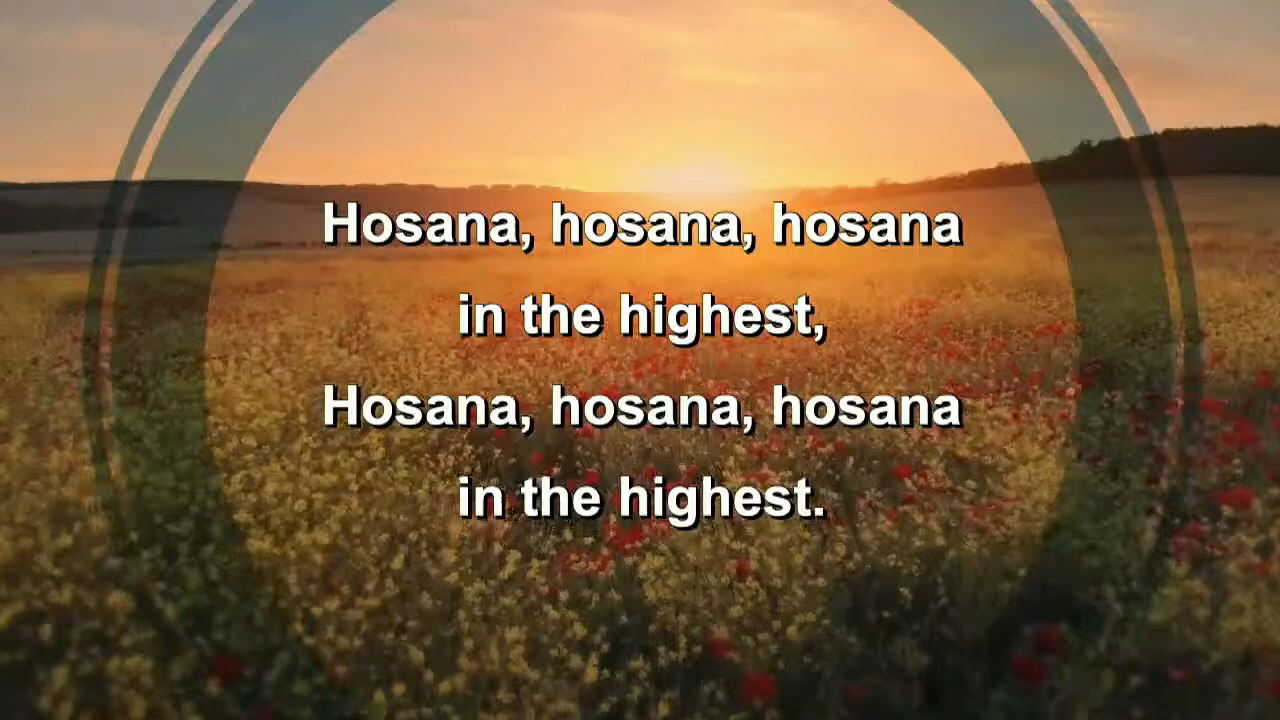 Hosana, hosana, hosana
in the highest,
Hosana, hosana, hosana
in the highest.